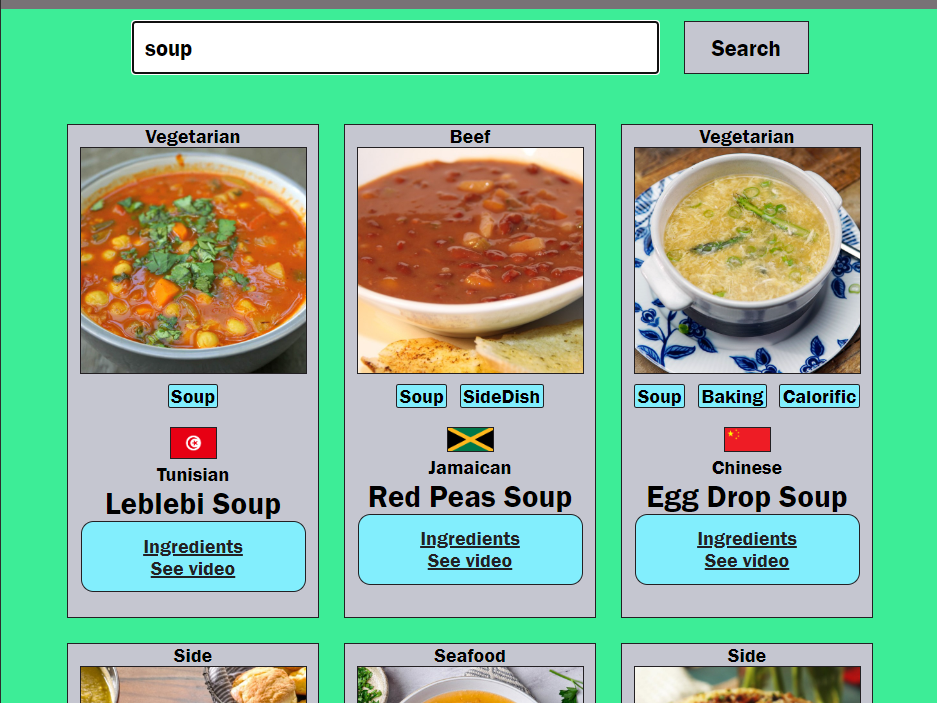 soup
Search
Vegetarian
Beef
Vegetarian
Soup
Soup SideDish
Soup Baking Calorific
Tunisian
Jamaican
Chinese
Leblebi Soup
Red Peas Soup
Egg Drop Soup
Ingredients
See video
Ingredients
See video
Ingredients
See video
Side
Seafood
Side